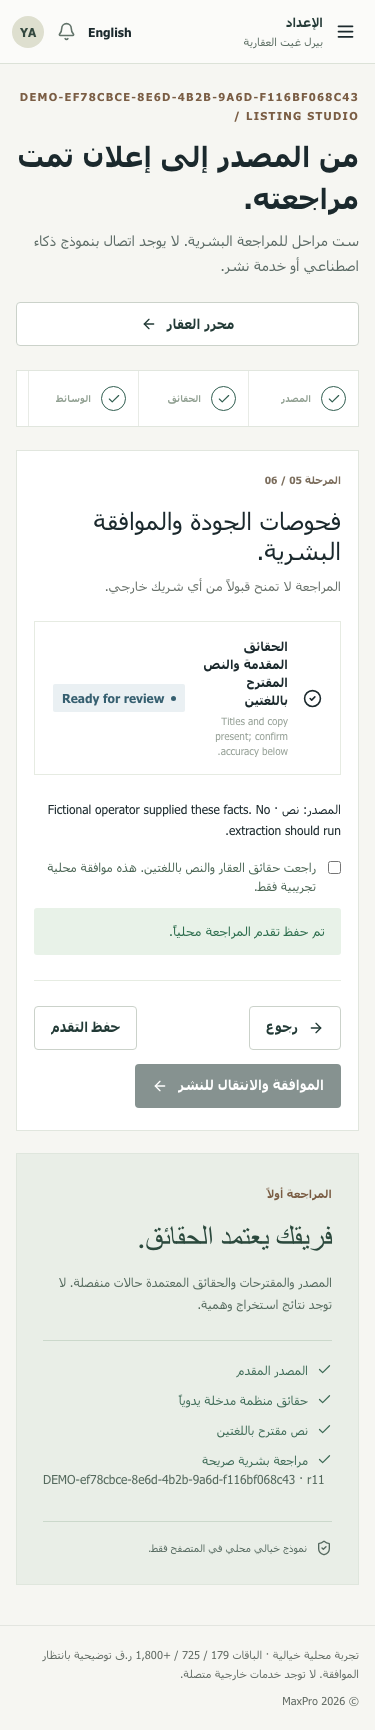 الإعداد
بيرل غيت العقارية
English
YA
DEMO-EF78CBCE-8E6D-4B2B-9A6D-F116BF068C43
/ LISTING STUDIO
من المصدر إلى إعلان تمت
مراجعته.
ست مراحل للمراجعة البشرية. لا يوجد اتصال بنموذج ذكاء
اصطناعي أو خدمة نشر.
محرر العقار
المصدر
الحقائق
الوسائط
المرحلة 05 / 06
فحوصات الجودة والموافقة
البشرية.
المراجعة لا تمنح قبولاً من أي شريك خارجي.
الحقائق
المقدمة والنص
المقترح
باللغتين
Titles and copy
present; confirm
accuracy below.
Ready for review
المصدر: نص · Fictional operator supplied these facts. No
extraction should run.
راجعت حقائق العقار والنص باللغتين. هذه موافقة محلية
تجريبية فقط.
تم حفظ تقدم المراجعة محلياً.
رجوع
حفظ التقدم
الموافقة والانتقال للنشر
المراجعة أولاً
فريقك يعتمد الحقائق.
المصدر والمقترحات والحقائق المعتمدة حالات منفصلة. لا
توجد نتائج استخراج وهمية.
المصدر المقدم
حقائق منظمة مدخلة يدوياً
نص مقترح باللغتين
مراجعة بشرية صريحة
DEMO-ef78cbce-8e6d-4b2b-9a6d-f116bf068c43 · r11
نموذج خيالي محلي في المتصفح فقط.
تجربة محلية خيالية · الباقات 179 / 725 / +1,800 ر.ق توضيحية بانتظار
الموافقة. لا توجد خدمات خارجية متصلة.
© 2026 MaxPro